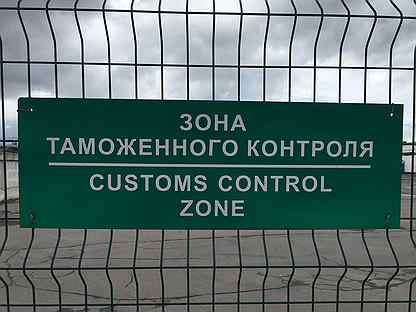 ЗОНА
ТАМОЖЕННОГО КОНТРОЛЯ
CUSTOMS CONTROL
ZONE